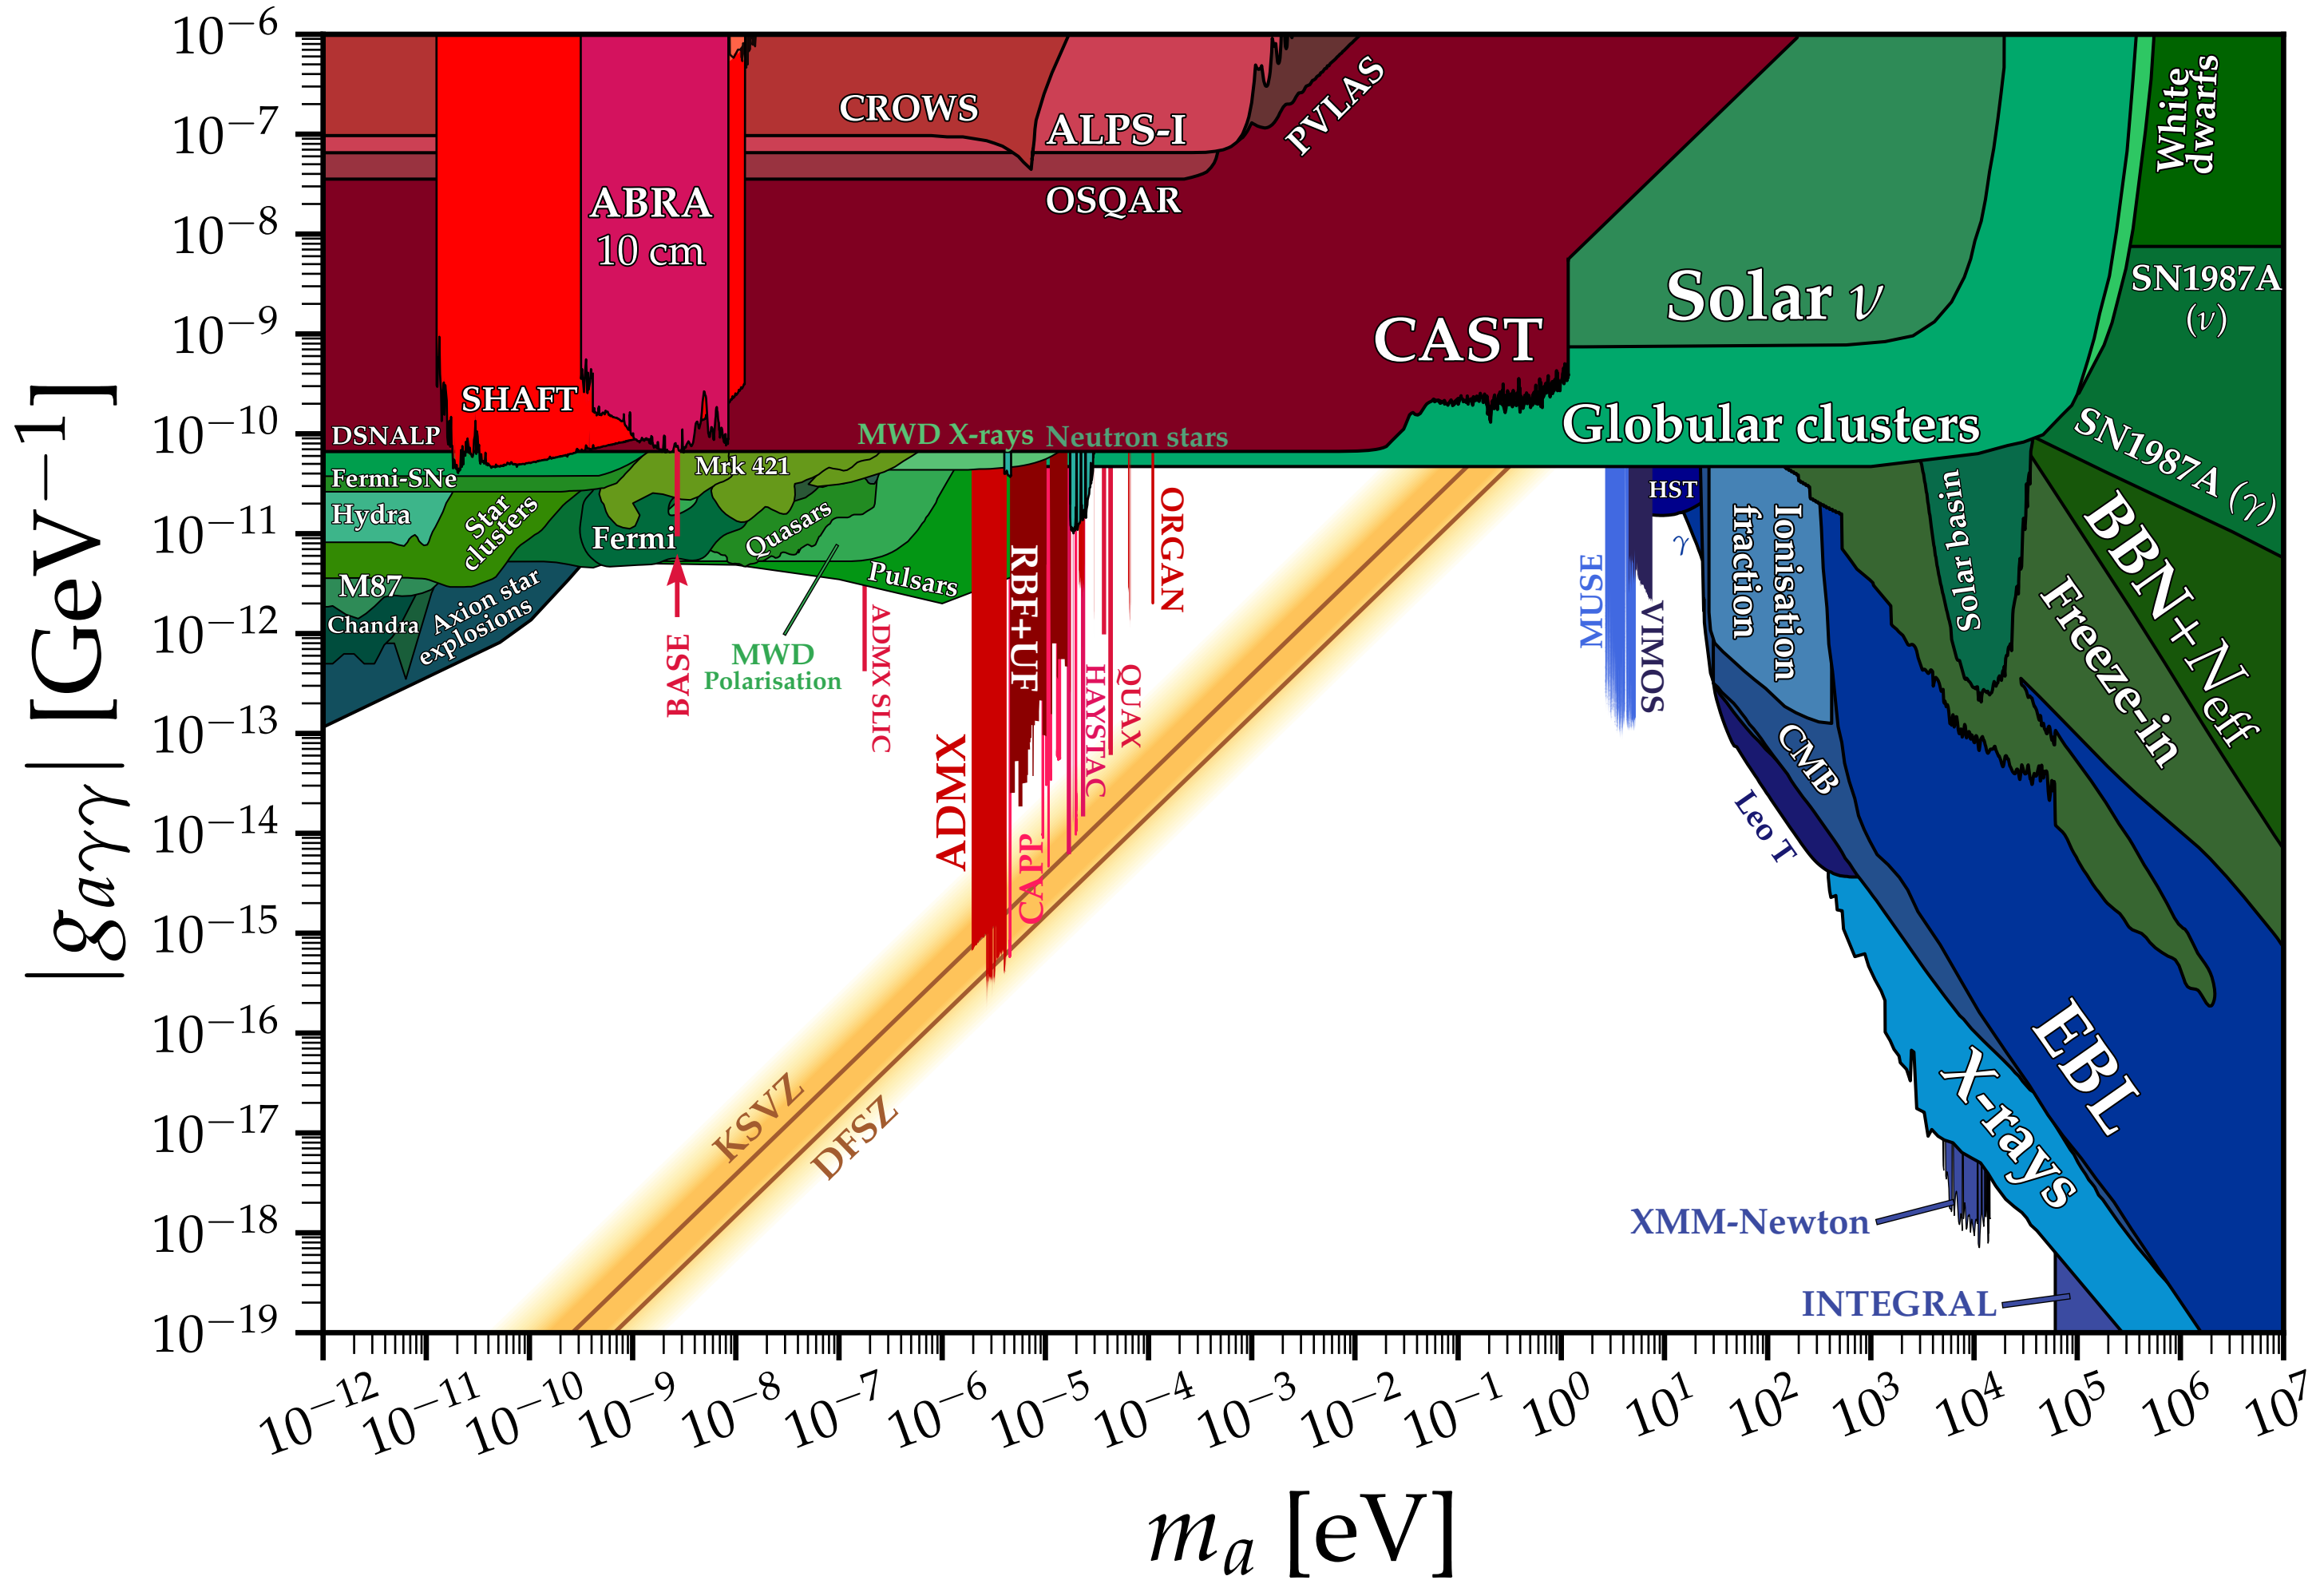 10⁻⁶
10⁻⁷
10⁻⁸
10⁻⁹
10⁻¹⁰
10⁻¹¹
10⁻¹²
10⁻¹³
10⁻¹⁴
10⁻¹⁵
10⁻¹⁶
10⁻¹⁷
10⁻¹⁸
10⁻¹⁹
|gₐγγ| [GeV⁻¹]
CROWS
ALPS-I
PVLAS
OSQAR
ABRA
10 cm
SHAFT
CAST
Solar ν
Globular clusters
White
dwarfs
SN1987A
(ν)
SN1987A (γ)
DSNALP
Fermi-SNe
Hydra
M87
Chandra
Star
clusters
Axion star
explosions
Mrk 421
Fermi
Quasars
Pulsars
MWD X-rays
Neutron stars
BASE
MWD
Polarisation
ADMX SLIC
ADMX
RBF+UF
CAPP
HAYSTAC
QUAX
ORGAN
KSVZ
DFSZ
MUSE
VIMOS
HST
γ
Ionisation
fraction
Solar basin
Freeze-in
BBN+Neff
CMB
Leo T
EBL
X-rays
XMM-Newton
INTEGRAL
10⁻¹²
10⁻¹¹
10⁻¹⁰
10⁻⁹
10⁻⁸
10⁻⁷
10⁻⁶
10⁻⁵
10⁻⁴
10⁻³
10⁻²
10⁻¹
10⁰
10¹
10²
10³
10⁴
10⁵
10⁶
10⁷
mₐ [eV]